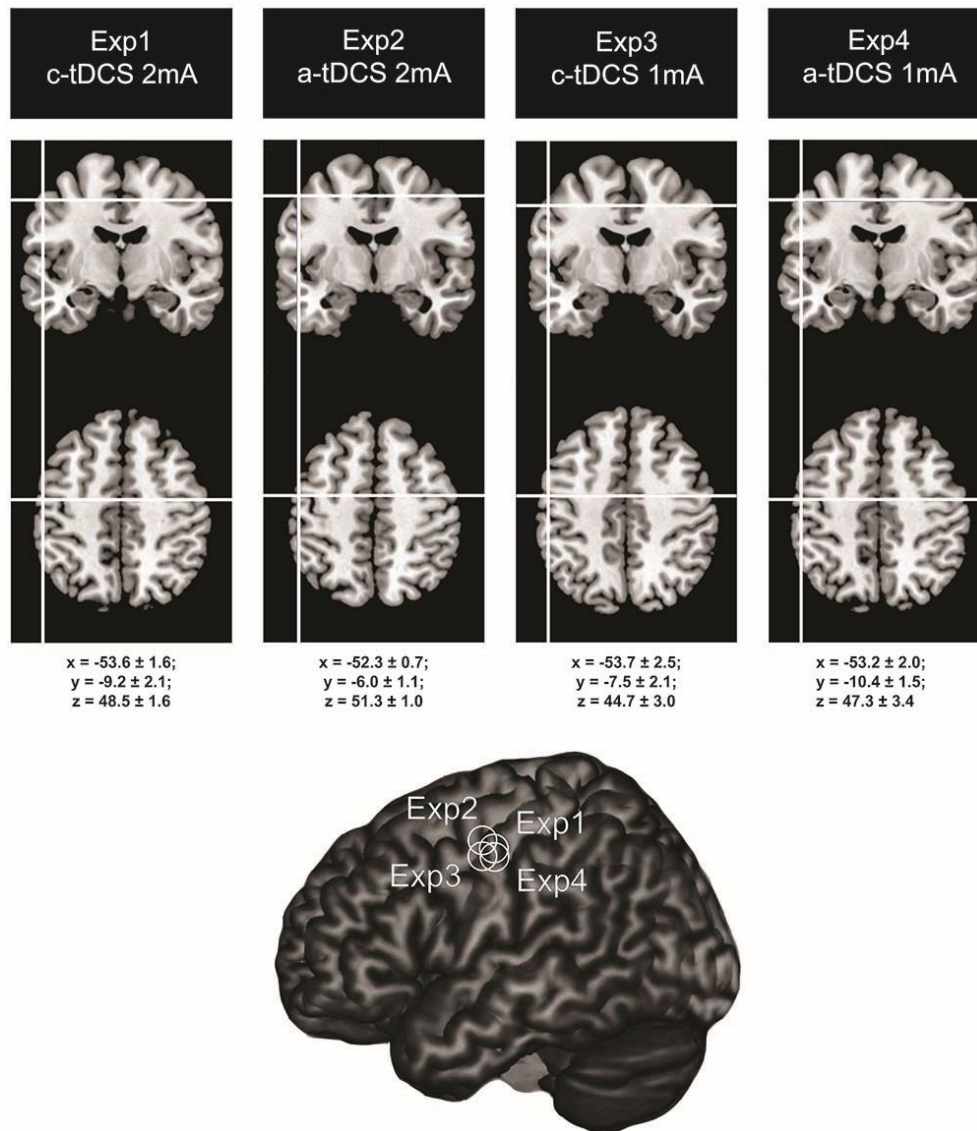 Exp1
c-tDCS 2mA
Exp2
a-tDCS 2mA
Exp3
c-tDCS 1mA
Exp4
a-tDCS 1mA
x = -53.6 ± 1.6;
y = -9.2 ± 2.1;
z = 48.5 ± 1.6
x = -52.3 ± 0.7;
y = -6.0 ± 1.1;
z = 51.3 ± 1.0
x = -53.7 ± 2.5;
y = -7.5 ± 2.1;
z = 44.7 ± 3.0
x = -53.2 ± 2.0;
y = -10.4 ± 1.5;
z = 47.3 ± 3.4
Exp2
Exp1
Exp3
Exp4